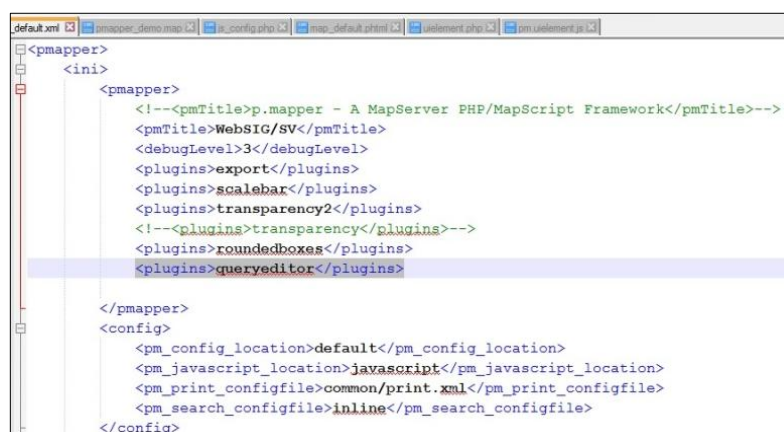 _default.xml pmapper_demo.map js_config.php map_default.phtml uielement.php pm.uielement.js
<pmapper>
<ini>
<pmapper>
<!--<pmTitle>p.mapper - A MapServer PHP/MapScript Framework</pmTitle>-->
<pmTitle>WebSIG/SV</pmTitle>
<debugLevel>3</debugLevel>
<plugins>export</plugins>
<plugins>scalebar</plugins>
<plugins>transparency2</plugins>
<!--<plugins>transparency</plugins>-->
<plugins>roundedboxes</plugins>
<plugins>queryeditor</plugins>
</pmapper>
<config>
<pm_config_location>default</pm_config_location>
<pm_javascript_location>javascript</pm_javascript_location>
<pm_print_configfile>common/print.xml</pm_print_configfile>
<pm_search_configfile>inline</pm_search_configfile>
</config>